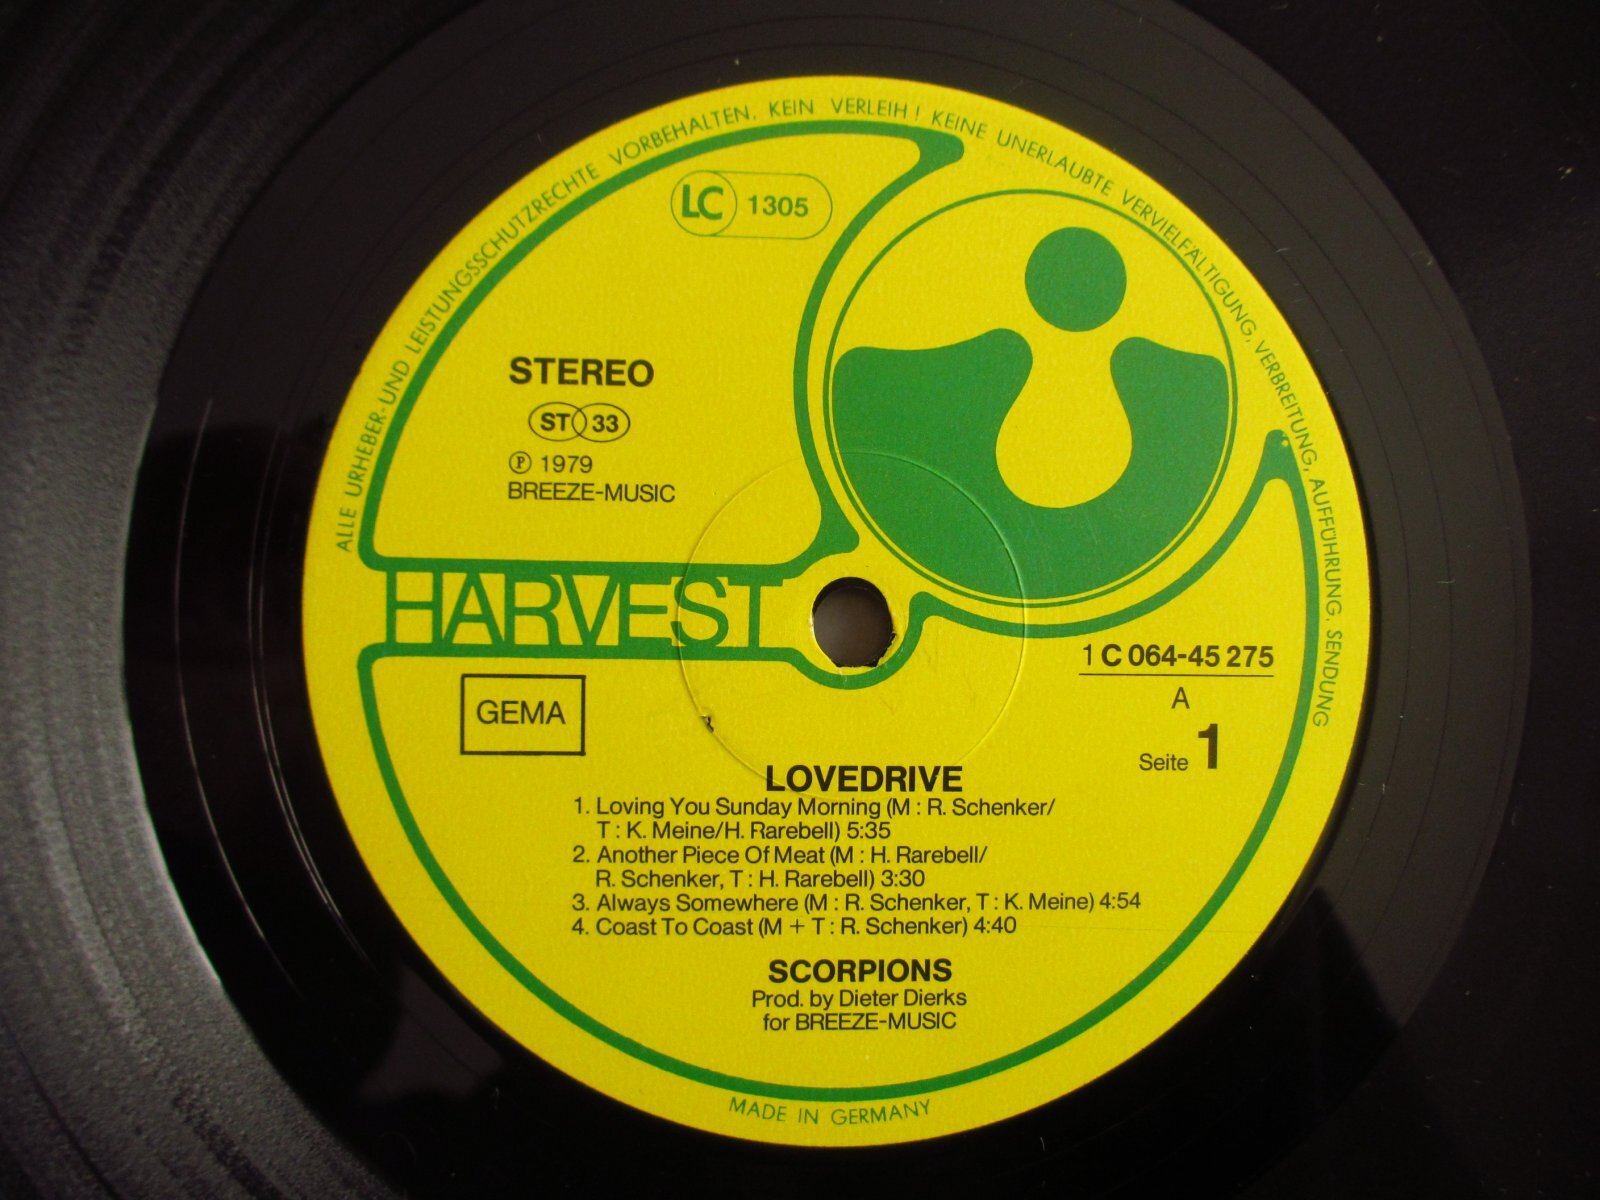 ALLE URHEBER- UND LEISTUNGSSCHUTZRECHTE VORBEHALTEN. KEIN VERLEIH! KEINE UNERLAUBTE VERVIELFÄLTIGUNG, VERBREITUNG, AUFFÜHRUNG, SENDUNG
LC 1305
STEREO
ST 33
Ⓟ 1979
BREEZE-MUSIC
HARVEST
GEMA
1 C 064-45 275
A
Seite 1
LOVEDRIVE
1. Loving You Sunday Morning (M : R. Schenker/
T : K. Meine/H. Rarebell) 5:35
2. Another Piece Of Meat (M : H. Rarebell/
R. Schenker, T : H. Rarebell) 3:30
3. Always Somewhere (M : R. Schenker, T : K. Meine) 4:54
4. Coast To Coast (M + T : R. Schenker) 4:40
SCORPIONS
Prod. by Dieter Dierks
for BREEZE-MUSIC
MADE IN GERMANY